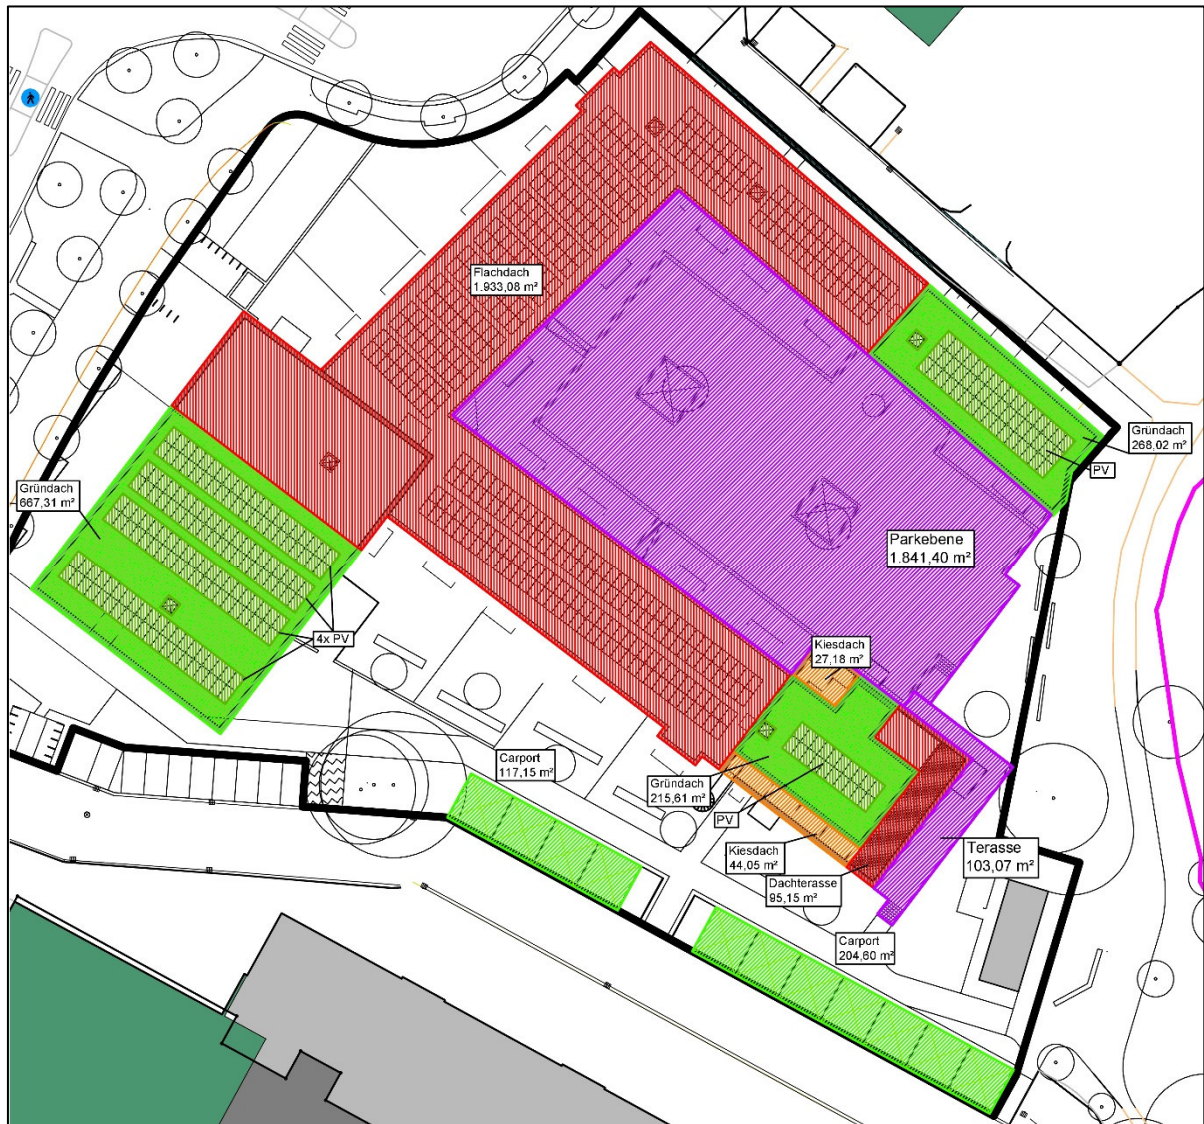 Flachdach
1.933,08 m²
Gründach
268,02 m²
PV
Gründach
667,31 m²
Parkebene
1.841,40 m²
4x PV
Kiesdach
27,18 m²
Carport
117,15 m²
Gründach
215,61 m²
PV
Kiesdach
44,05 m²
Terasse
103,07 m²
Dachterasse
95,15 m²
Carport
204,60 m²